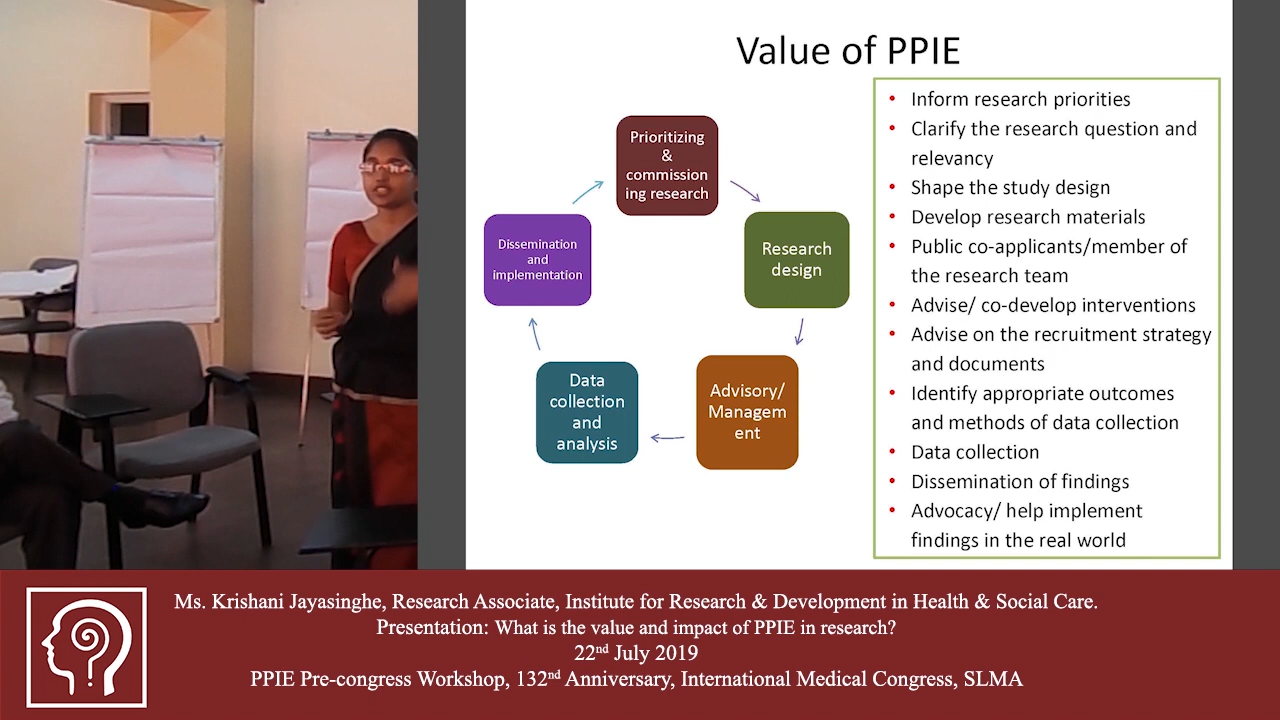 Value of PPIE
Prioritizing
&
commission
ing research
Research
design
Advisory/
Managem
ent
Data
collection
and
analysis
Dissemination
and
implementation
• Inform research priorities
• Clarify the research question and
relevancy
• Shape the study design
• Develop research materials
• Public co-applicants/member of
the research team
• Advise/ co-develop interventions
• Advise on the recruitment strategy
and documents
• Identify appropriate outcomes
and methods of data collection
• Data collection
• Dissemination of findings
• Advocacy/ help implement
findings in the real world
Ms. Krishani Jayasinghe, Research Associate, Institute for Research & Development in Health & Social Care.
Presentation: What is the value and impact of PPIE in research?
22nd July 2019
PPIE Pre-congress Workshop, 132nd Anniversary, International Medical Congress, SLMA